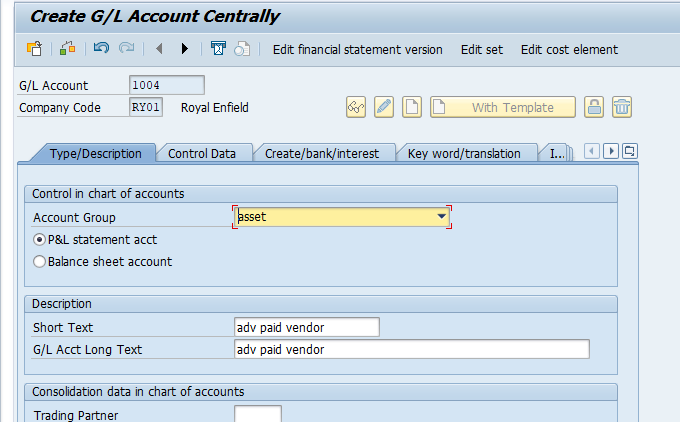 Create G/L Account Centrally
Edit financial statement version Edit set Edit cost element
G/L Account 1004
Company Code RY01 Royal Enfield With Template
Type/Description Control Data Create/bank/interest Key word/translation I...
Control in chart of accounts
Account Group asset
P&L statement acct
Balance sheet account
Description
Short Text adv paid vendor
G/L Acct Long Text adv paid vendor
Consolidation data in chart of accounts
Trading Partner